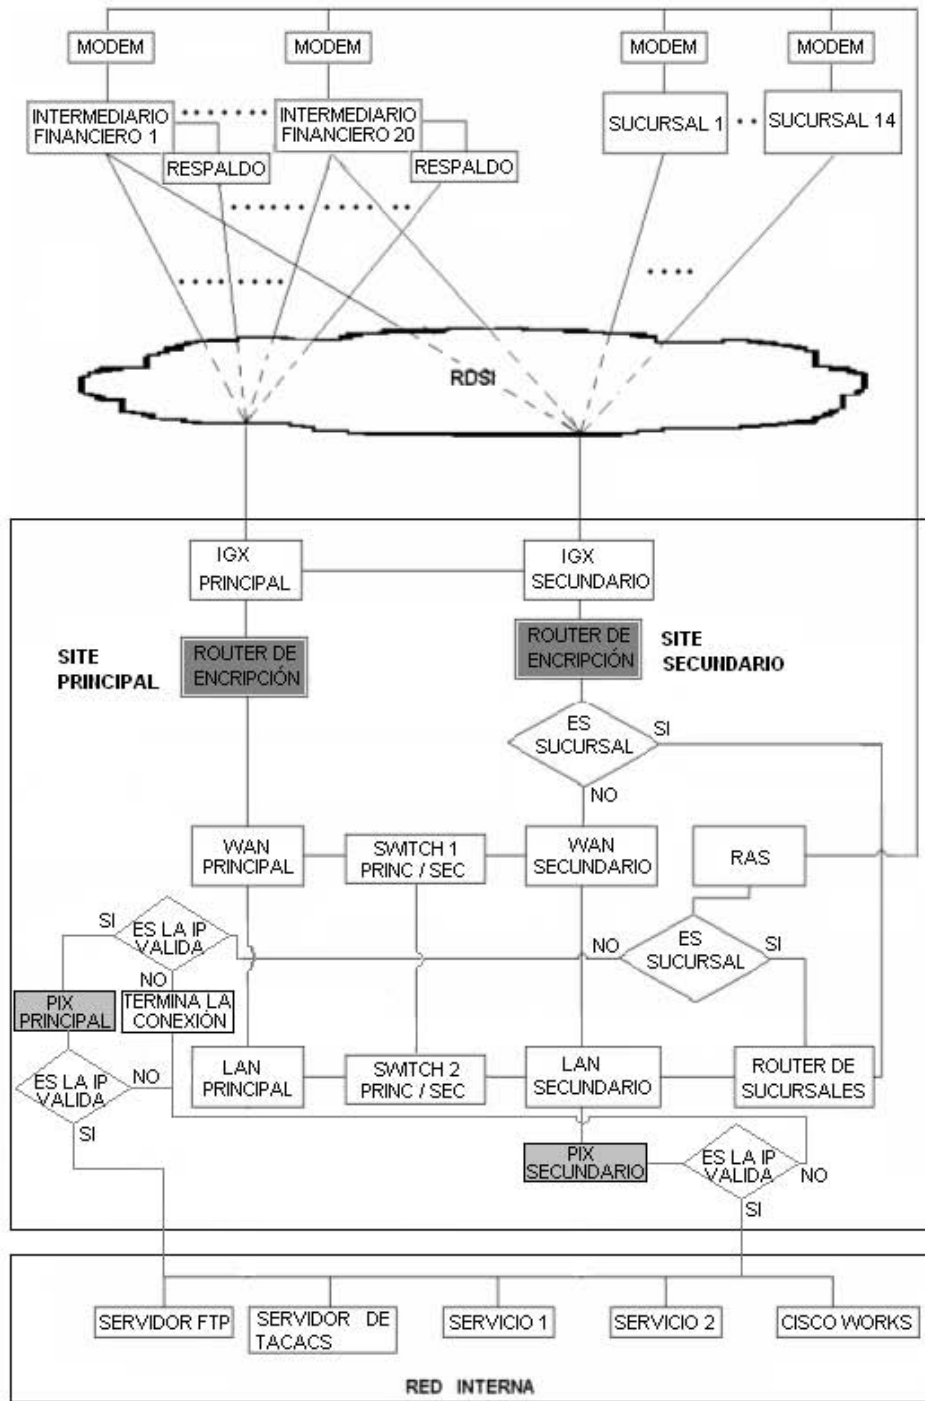 MODEM
MODEM
MODEM
MODEM
INTERMEDIARIO
FINANCIERO 1
INTERMEDIARIO
FINANCIERO 20
SUCURSAL 1
SUCURSAL 14
RESPALDO
RESPALDO
RDSI
IGX
PRINCIPAL
IGX
SECUNDARIO
SITE
PRINCIPAL
ROUTER DE
ENCRIPCIÓN
ROUTER DE
ENCRIPCIÓN
SITE
SECUNDARIO
ES
SUCURSAL
SI
NO
WAN
PRINCIPAL
SWITCH 1
PRINC / SEC
WAN
SECUNDARIO
RAS
SI
ES LA IP
VALIDA
NO
NO
ES
SUCURSAL
SI
PIX
PRINCIPAL
TERMINA LA
CONEXIÓN
ES LA IP
VALIDA
NO
SI
LAN
PRINCIPAL
SWITCH 2
PRINC / SEC
LAN
SECUNDARIO
ROUTER DE
SUCURSALES
PIX
SECUNDARIO
ES LA IP
VALIDA
NO
SI
SERVIDOR FTP
SERVIDOR DE
TACACS
SERVICIO 1
SERVICIO 2
CISCO WORKS
RED INTERNA